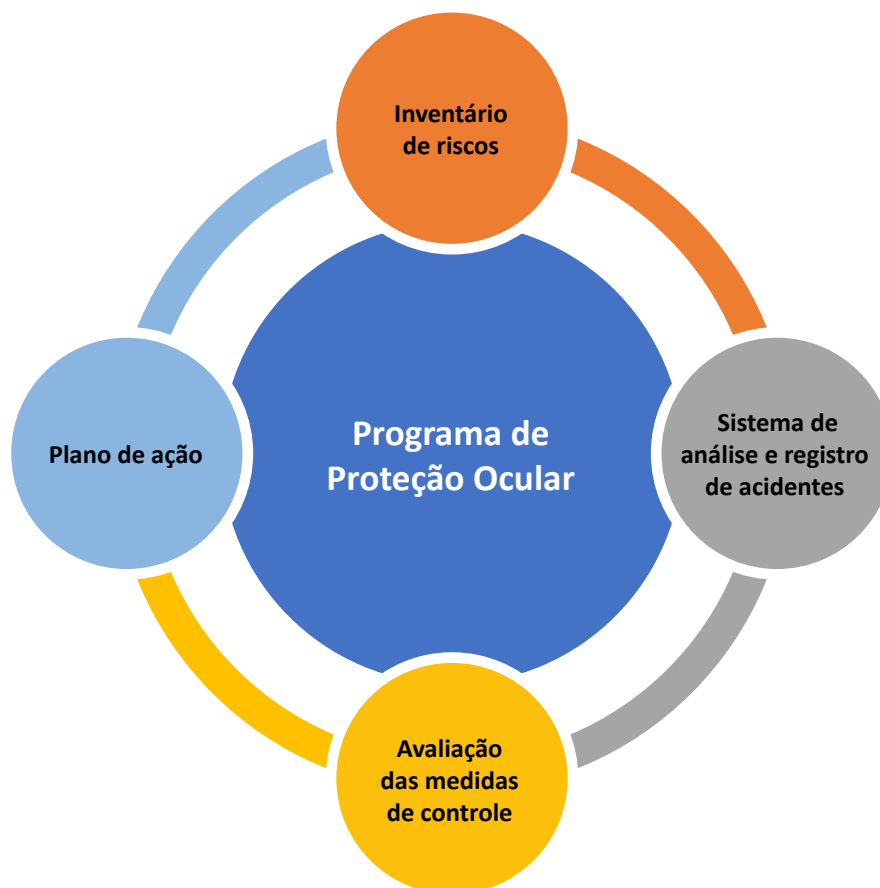 Inventário
de riscos
Plano de ação
Programa de
Proteção Ocular
Sistema de
análise e registro
de acidentes
Avaliação
das medidas
de controle